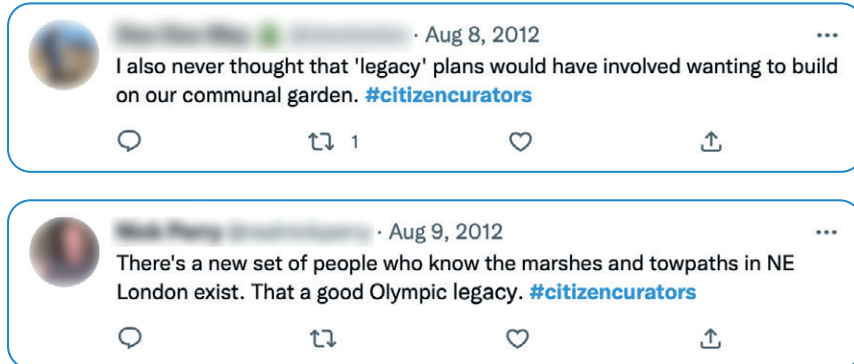 · Aug 8, 2012
I also never thought that 'legacy' plans would have involved wanting to build
on our communal garden. #citizencurators
1
· Aug 9, 2012
There's a new set of people who know the marshes and towpaths in NE
London exist. That a good Olympic legacy. #citizencurators